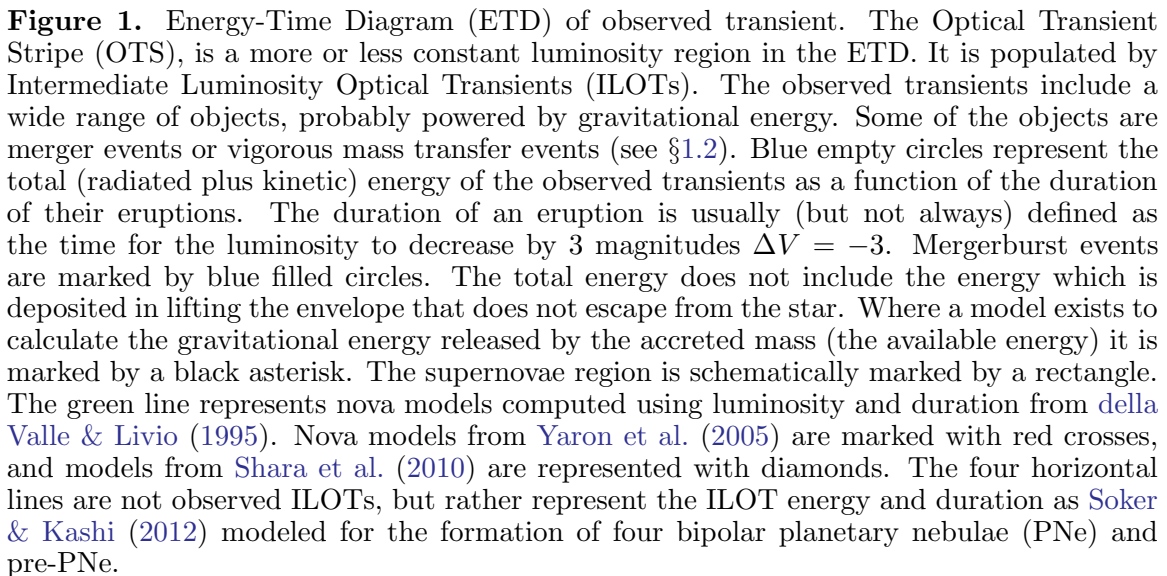 Figure 1. Energy-Time Diagram (ETD) of observed transient. The Optical Transient
Stripe (OTS), is a more or less constant luminosity region in the ETD. It is populated by
Intermediate Luminosity Optical Transients (ILOTs). The observed transients include a
wide range of objects, probably powered by gravitational energy. Some of the objects are
merger events or vigorous mass transfer events (see §1.2). Blue empty circles represent the
total (radiated plus kinetic) energy of the observed transients as a function of the duration
of their eruptions. The duration of an eruption is usually (but not always) defined as
the time for the luminosity to decrease by 3 magnitudes ΔV = −3. Mergerburst events
are marked by blue filled circles. The total energy does not include the energy which is
deposited in lifting the envelope that does not escape from the star. Where a model exists to
calculate the gravitational energy released by the accreted mass (the available energy) it is
marked by a black asterisk. The supernovae region is schematically marked by a rectangle.
The green line represents nova models computed using luminosity and duration from della
Valle & Livio (1995). Nova models from Yaron et al. (2005) are marked with red crosses,
and models from Shara et al. (2010) are represented with diamonds. The four horizontal
lines are not observed ILOTs, but rather represent the ILOT energy and duration as Soker
& Kashi (2012) modeled for the formation of four bipolar planetary nebulae (PNe) and
pre-PNe.